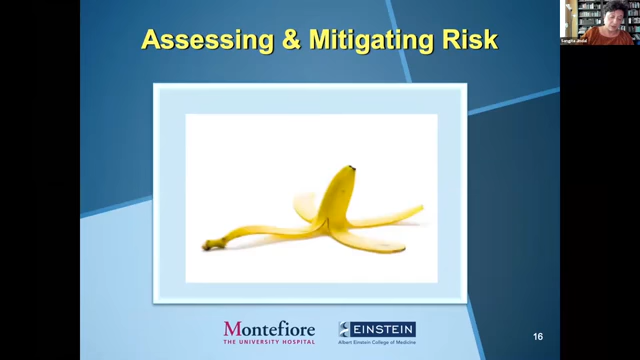 Assessing & Mitigating Risk
Montefiore
THE UNIVERSITY HOSPITAL
EINSTEIN
Albert Einstein College of Medicine
16